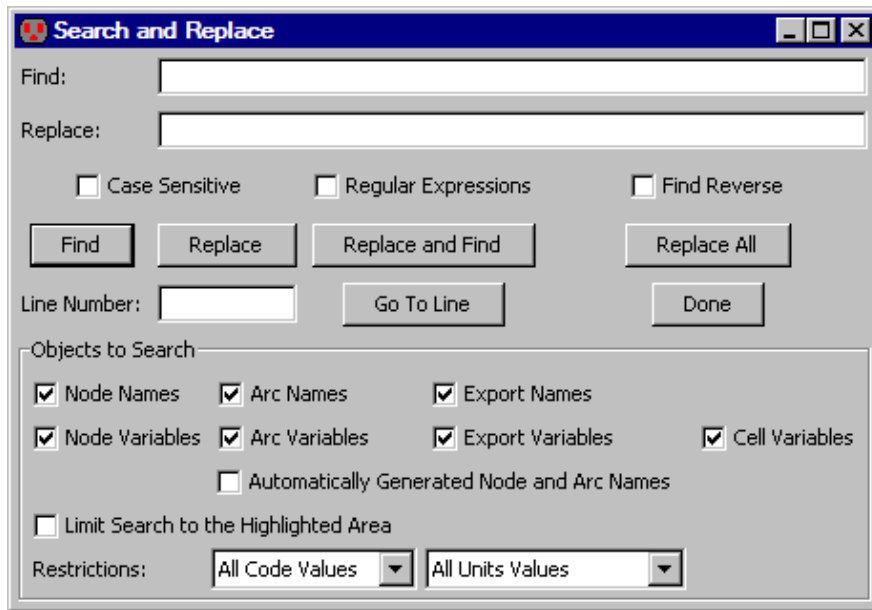 Search and Replace
Find:
Replace:
Case Sensitive Regular Expressions Find Reverse
Find Replace Replace and Find Replace All
Line Number: Go To Line Done
Objects to Search
Node Names Arc Names Export Names
Node Variables Arc Variables Export Variables Cell Variables
Automatically Generated Node and Arc Names
Limit Search to the Highlighted Area
Restrictions: All Code Values All Units Values